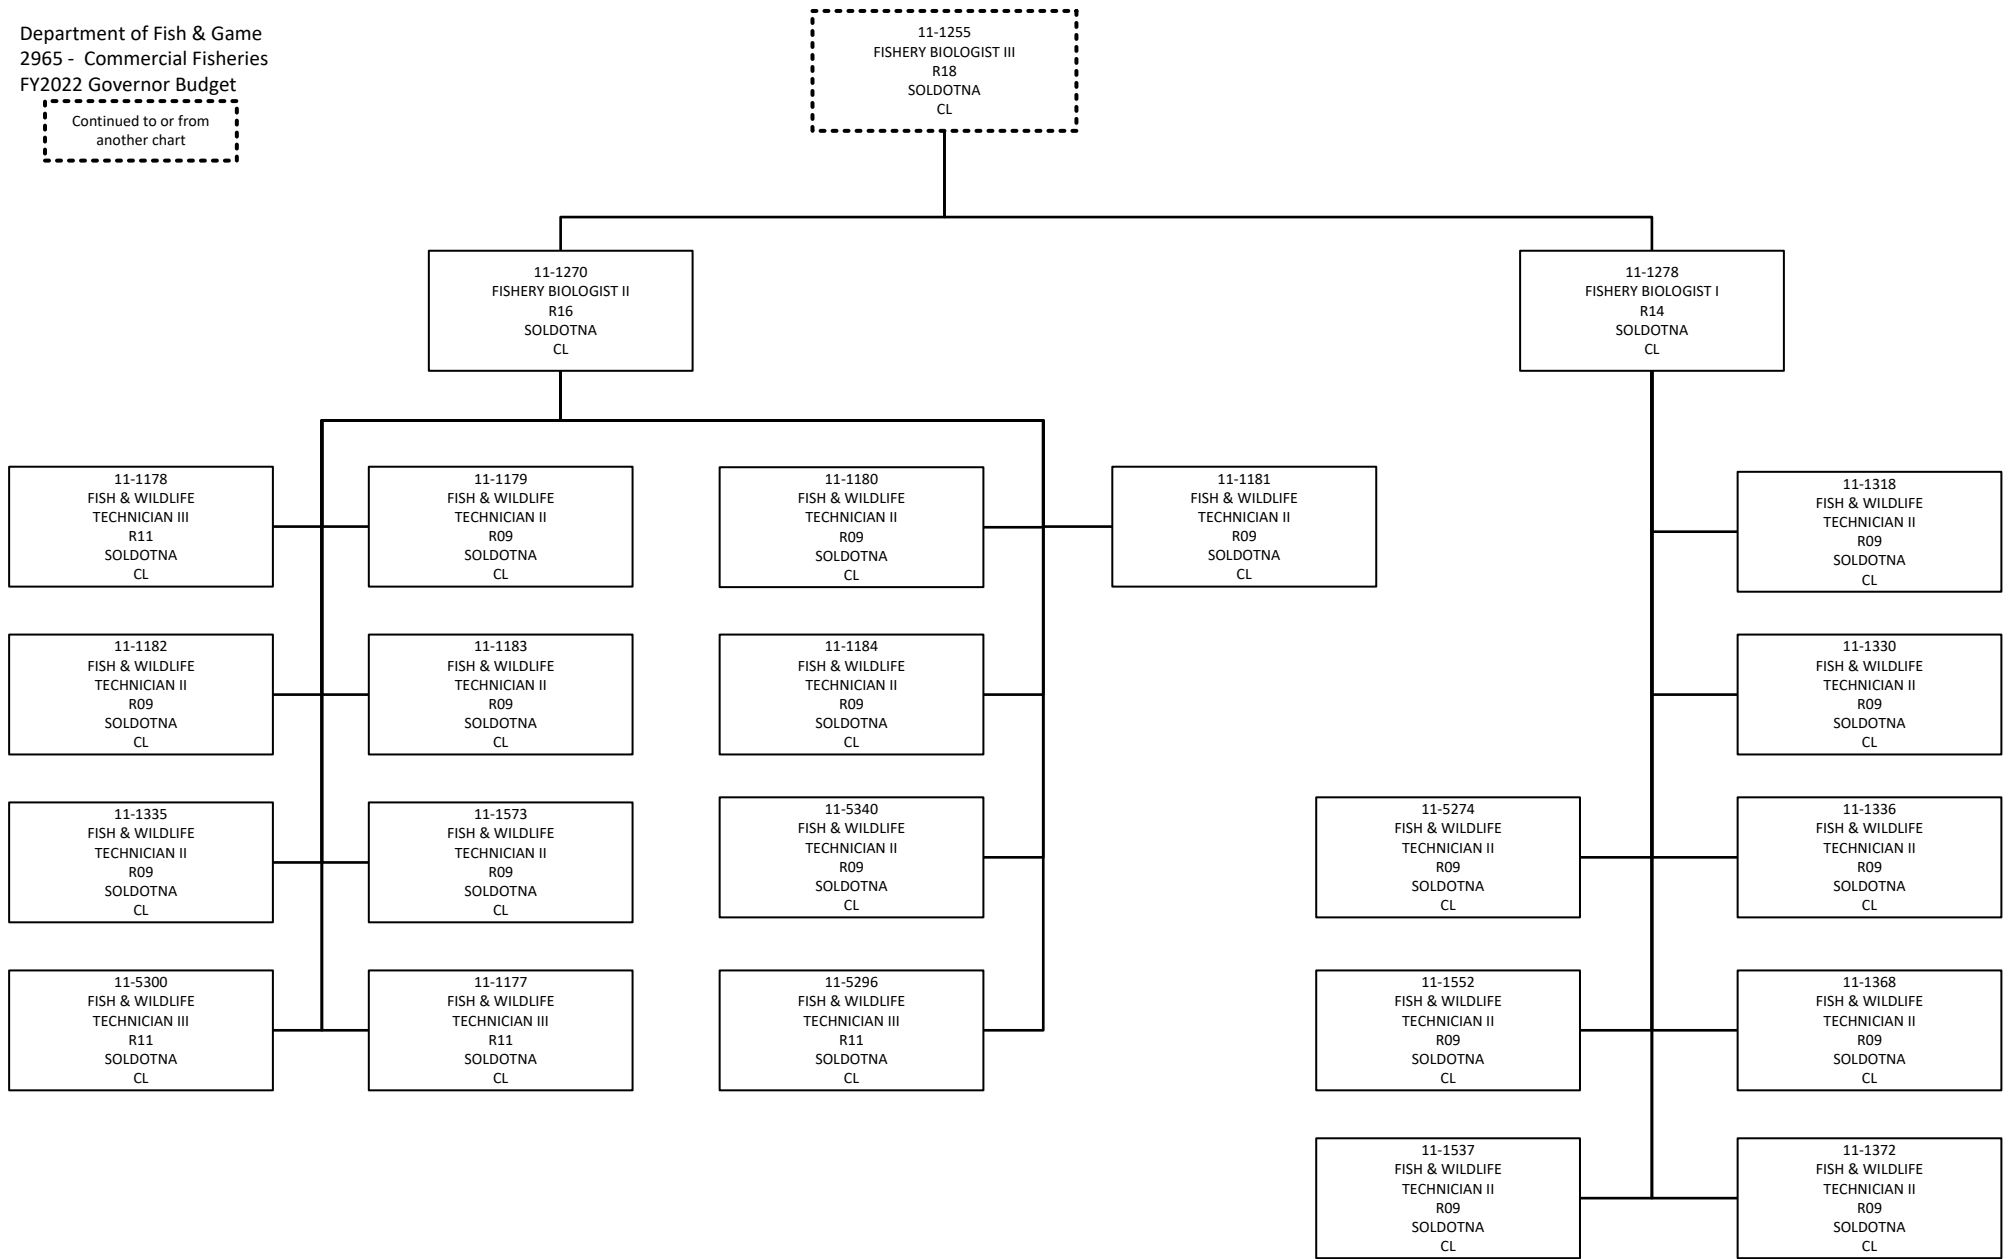 Department of Fish & Game
2965 -  Commercial Fisheries
FY2022 Governor Budget
Continued to or from
another chart
11-1255
FISHERY BIOLOGIST III
R18
SOLDOTNA
CL
11-1270
FISHERY BIOLOGIST II
R16
SOLDOTNA
CL
11-1278
FISHERY BIOLOGIST I
R14
SOLDOTNA
CL
11-1178
FISH & WILDLIFE
TECHNICIAN III
R11
SOLDOTNA
CL
11-1179
FISH & WILDLIFE
TECHNICIAN II
R09
SOLDOTNA
CL
11-1180
FISH & WILDLIFE
TECHNICIAN II
R09
SOLDOTNA
CL
11-1181
FISH & WILDLIFE
TECHNICIAN II
R09
SOLDOTNA
CL
11-1318
FISH & WILDLIFE
TECHNICIAN II
R09
SOLDOTNA
CL
11-1182
FISH & WILDLIFE
TECHNICIAN II
R09
SOLDOTNA
CL
11-1183
FISH & WILDLIFE
TECHNICIAN II
R09
SOLDOTNA
CL
11-1184
FISH & WILDLIFE
TECHNICIAN II
R09
SOLDOTNA
CL
11-1330
FISH & WILDLIFE
TECHNICIAN II
R09
SOLDOTNA
CL
11-1335
FISH & WILDLIFE
TECHNICIAN II
R09
SOLDOTNA
CL
11-1573
FISH & WILDLIFE
TECHNICIAN II
R09
SOLDOTNA
CL
11-5340
FISH & WILDLIFE
TECHNICIAN II
R09
SOLDOTNA
CL
11-5274
FISH & WILDLIFE
TECHNICIAN II
R09
SOLDOTNA
CL
11-1336
FISH & WILDLIFE
TECHNICIAN II
R09
SOLDOTNA
CL
11-5300
FISH & WILDLIFE
TECHNICIAN III
R11
SOLDOTNA
CL
11-1177
FISH & WILDLIFE
TECHNICIAN III
R11
SOLDOTNA
CL
11-5296
FISH & WILDLIFE
TECHNICIAN III
R11
SOLDOTNA
CL
11-1552
FISH & WILDLIFE
TECHNICIAN II
R09
SOLDOTNA
CL
11-1368
FISH & WILDLIFE
TECHNICIAN II
R09
SOLDOTNA
CL
11-1537
FISH & WILDLIFE
TECHNICIAN II
R09
SOLDOTNA
CL
11-1372
FISH & WILDLIFE
TECHNICIAN II
R09
SOLDOTNA
CL